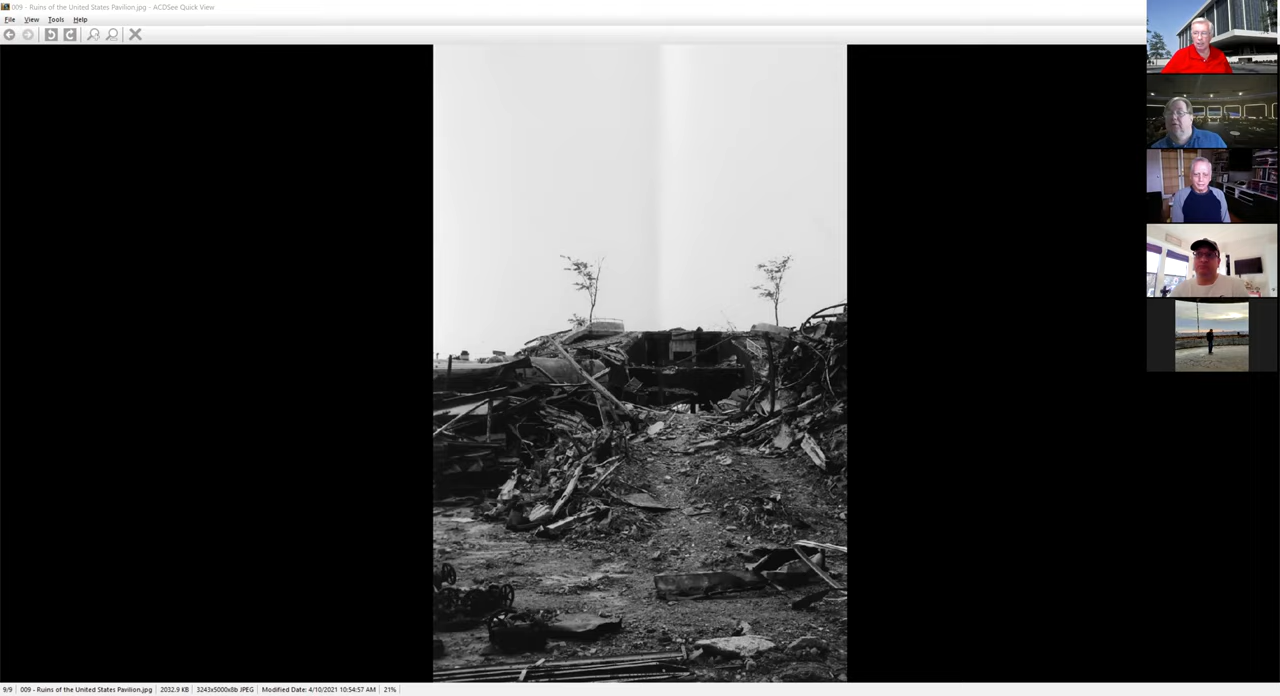 009 - Ruins of the United States Pavilion.jpg - ACDSee Quick View
File View Tools Help
9/9 009 - Ruins of the United States Pavilion.jpg 2032.9 KB 3243x5000x8b JPEG Modified Date: 4/10/2021 10:54:57 AM 21%